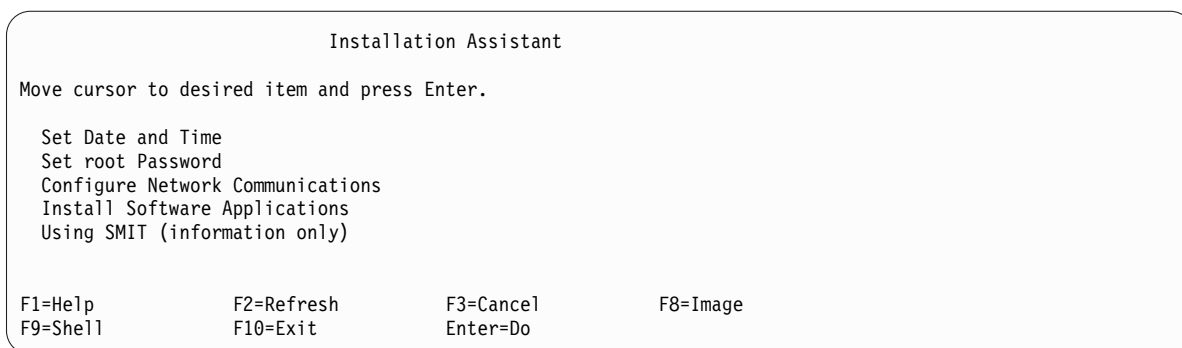 Installation Assistant
Move cursor to desired item and press Enter.
Set Date and Time
Set root Password
Configure Network Communications
Install Software Applications
Using SMIT (information only)
F1=Help F2=Refresh F3=Cancel F8=Image
F9=Shell F10=Exit Enter=Do